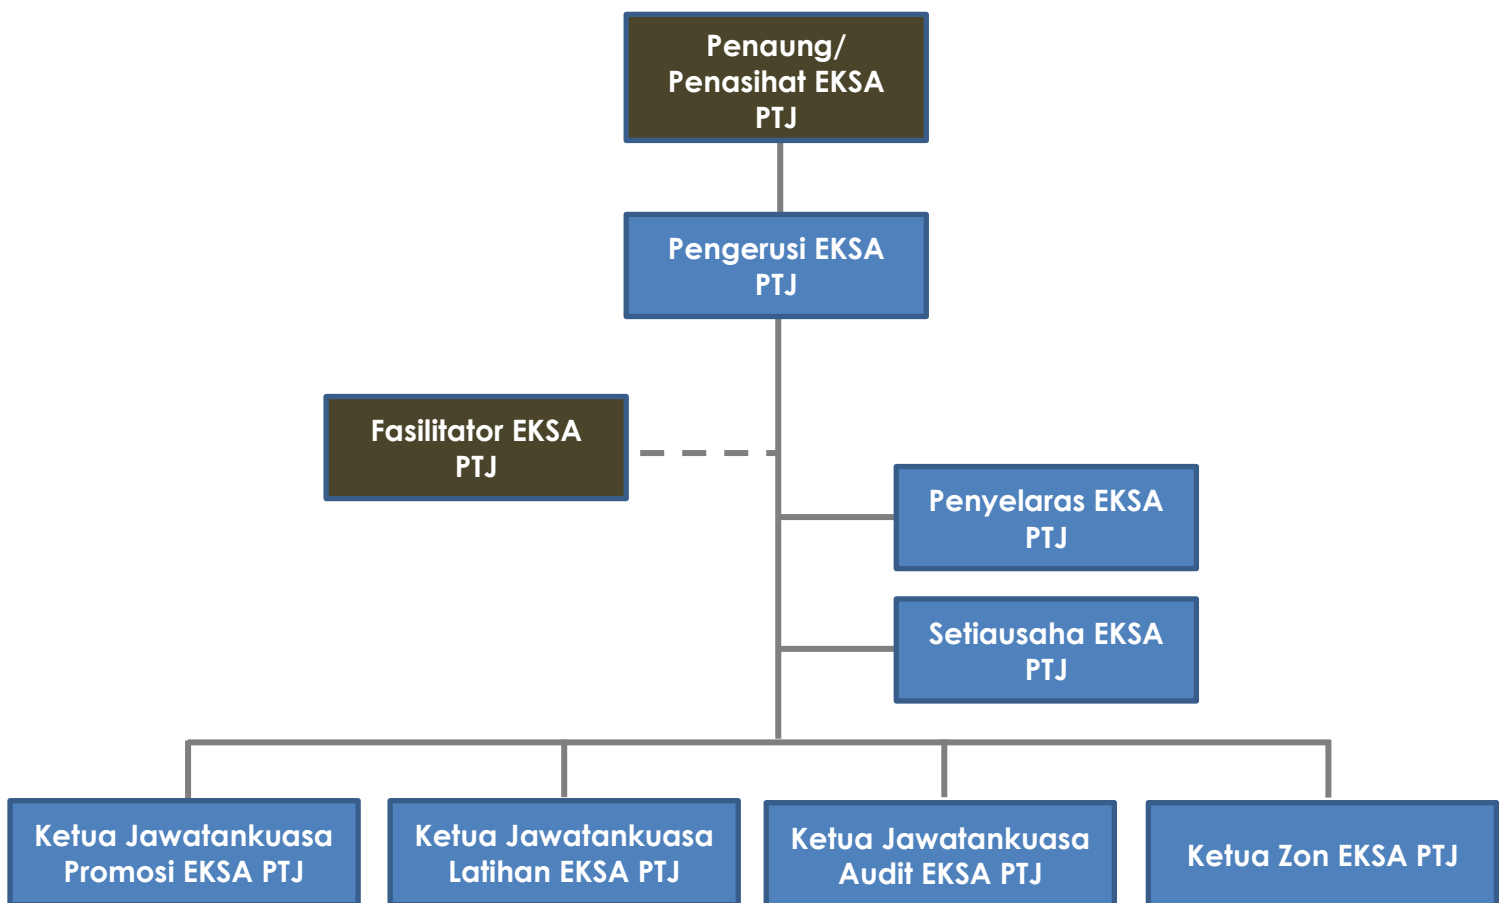 Penaung/
Penasihat EKSA
PTJ
Pengerusi EKSA
PTJ
Fasilitator EKSA
PTJ
Penyelaras EKSA
PTJ
Setiausaha EKSA
PTJ
Ketua Jawatankuasa
Promosi EKSA PTJ
Ketua Jawatankuasa
Latihan EKSA PTJ
Ketua Jawatankuasa
Audit EKSA PTJ
Ketua Zon EKSA PTJ